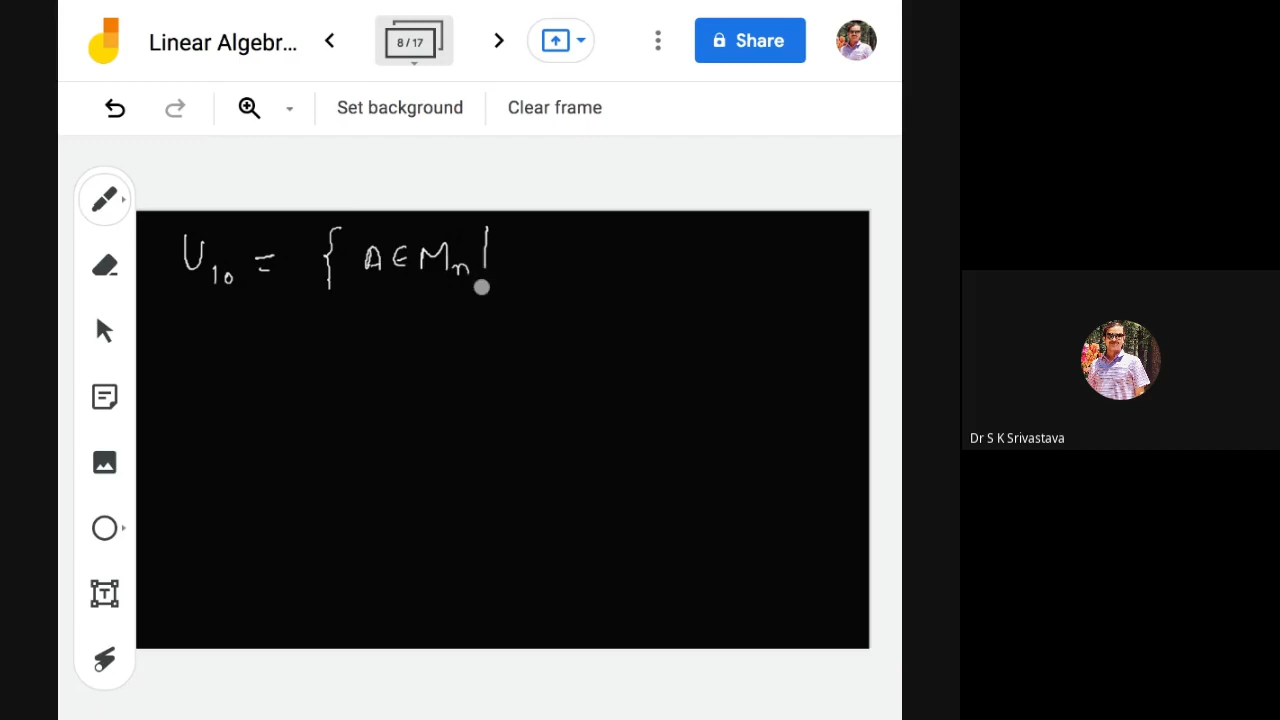 Linear Algebr...
8/17
Share
Set background
Clear frame
U₁₀ = { A ∈ Mₙ |
Dr S K Srivastava